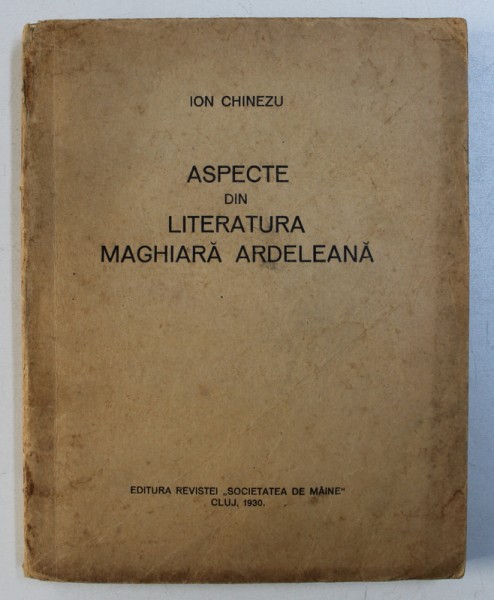 ION CHINEZU
ASPECTE
DIN
LITERATURA
MAGHIARĂ ARDELEANĂ
EDITURA REVISTEI „SOCIETATEA DE MÂINE"
CLUJ, 1930.